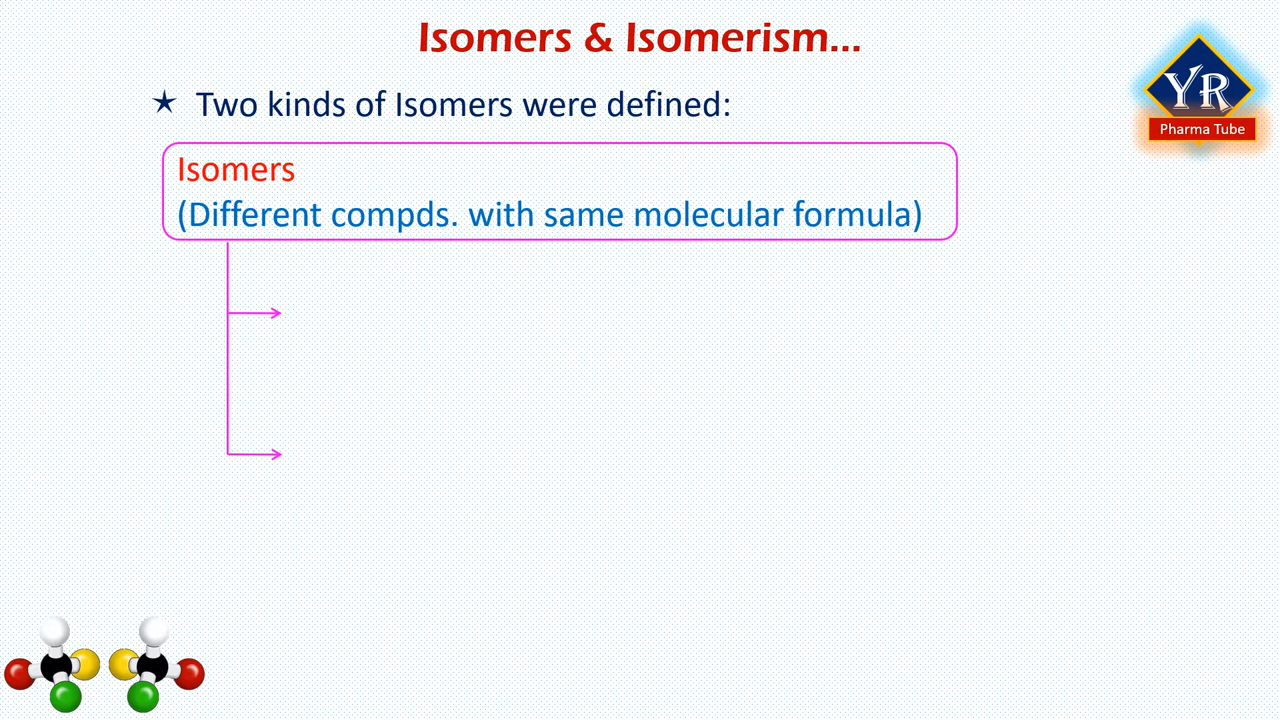 Isomers & Isomerism...
YR
Pharma Tube
★ Two kinds of Isomers were defined:
Isomers
(Different compds. with same molecular formula)